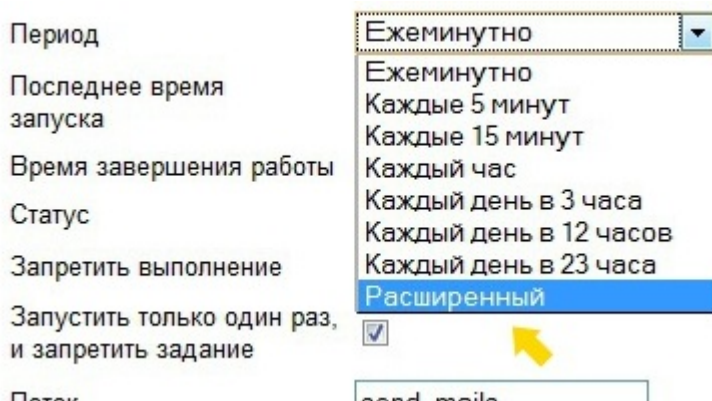 Период
Ежеминутно
Ежеминутно
Каждые 5 минут
Каждые 15 минут
Каждый час
Каждый день в 3 часа
Каждый день в 12 часов
Каждый день в 23 часа
Расширенный
Последнее время
запуска
Время завершения работы
Статус
Запретить выполнение
Запустить только один раз,
и запретить задание
Поток
send_mails